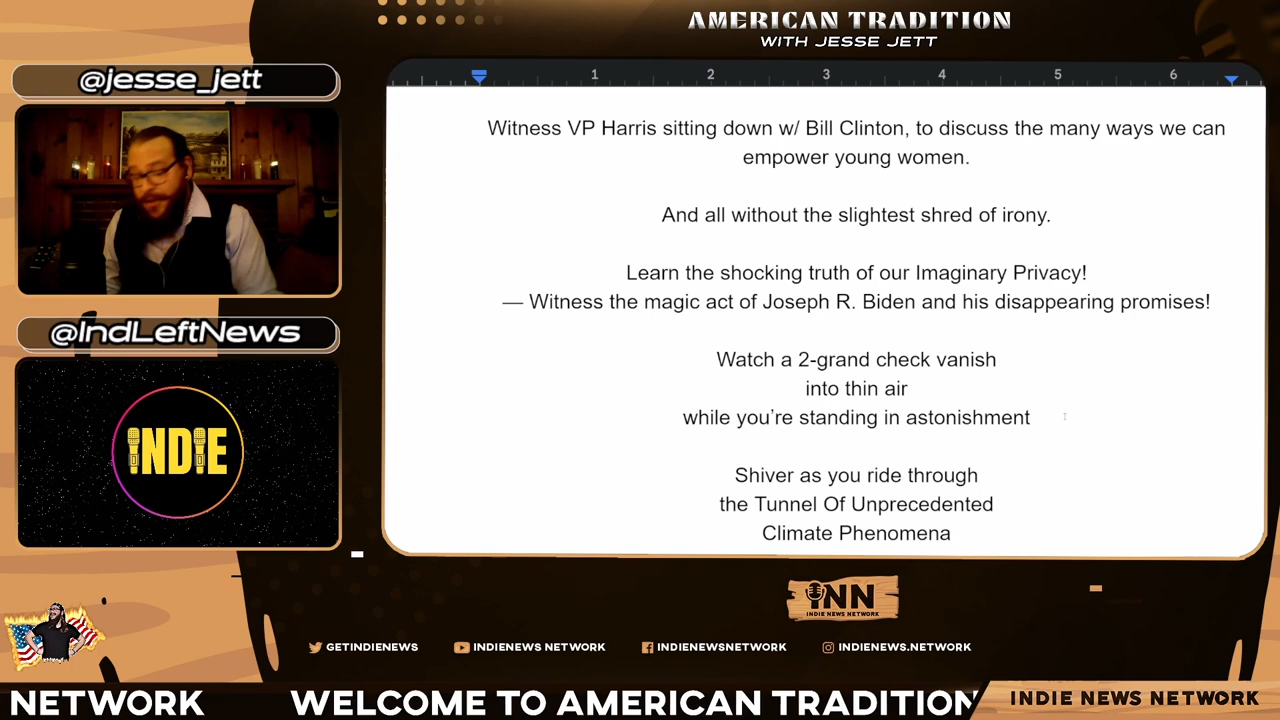 AMERICAN TRADITION
WITH JESSE JETT
@jesse_jett
1 2 3 4 5 6
Witness VP Harris sitting down w/ Bill Clinton, to discuss the many ways we can
empower young women.
And all without the slightest shred of irony.
Learn the shocking truth of our Imaginary Privacy!
— Witness the magic act of Joseph R. Biden and his disappearing promises!
Watch a 2-grand check vanish
into thin air
while you’re standing in astonishment
Shiver as you ride through
the Tunnel Of Unprecedented
Climate Phenomena
@IndLeftNews
INDIE
INN
INDIE NEWS NETWORK
GETINDIENEWS
INDIENEWS NETWORK
INDIENEWSNETWORK
INDIENEWS.NETWORK
NETWORK WELCOME TO AMERICAN TRADITION
INDIE NEWS NETWORK